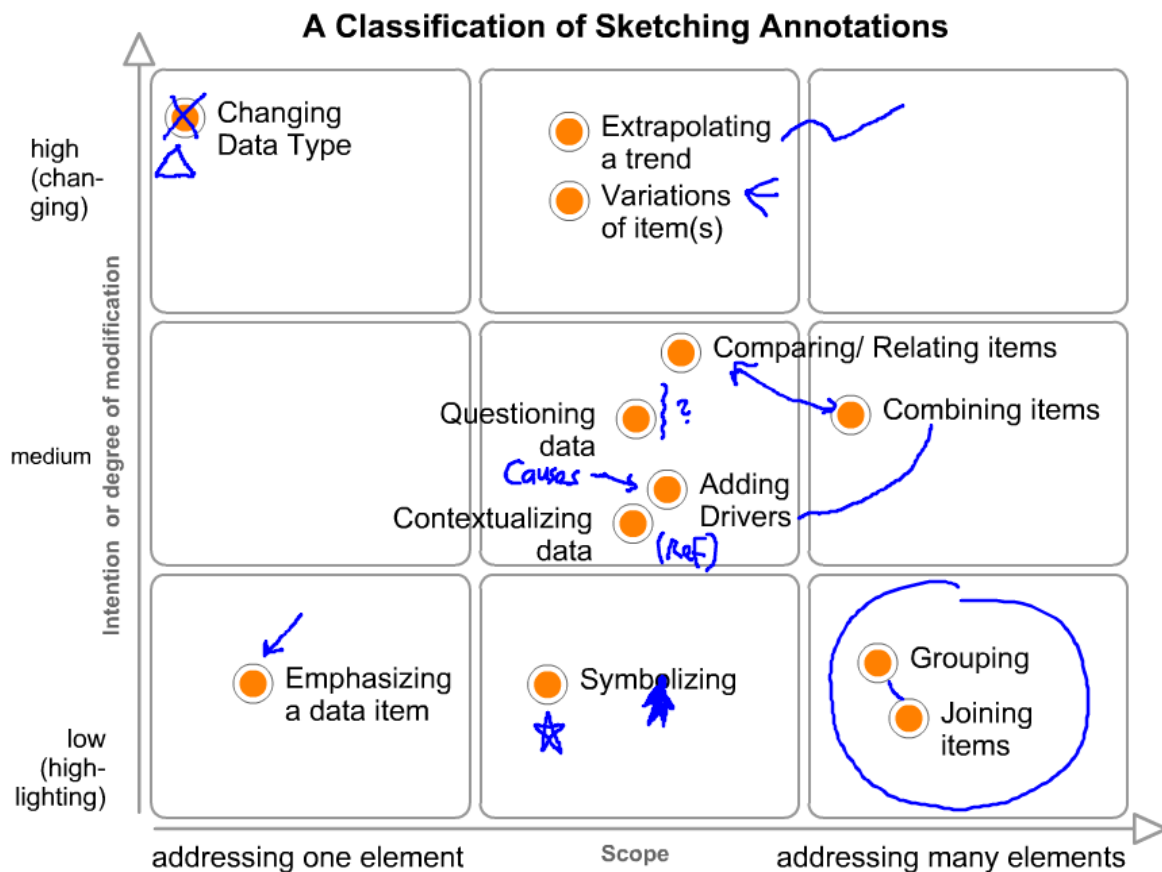 A Classification of Sketching Annotations
high
(chan-
ging)
Changing
Data Type
Extrapolating
a trend
Variations
of item(s)
Intention or degree of modification
medium
Comparing/ Relating items
Questioning
data
?
Combining items
Causes
Adding
Drivers
Contextualizing
data
(Ref)
low
(high-
lighting)
Emphasizing
a data item
Symbolizing
Grouping
Joining
items
addressing one element
Scope
addressing many elements